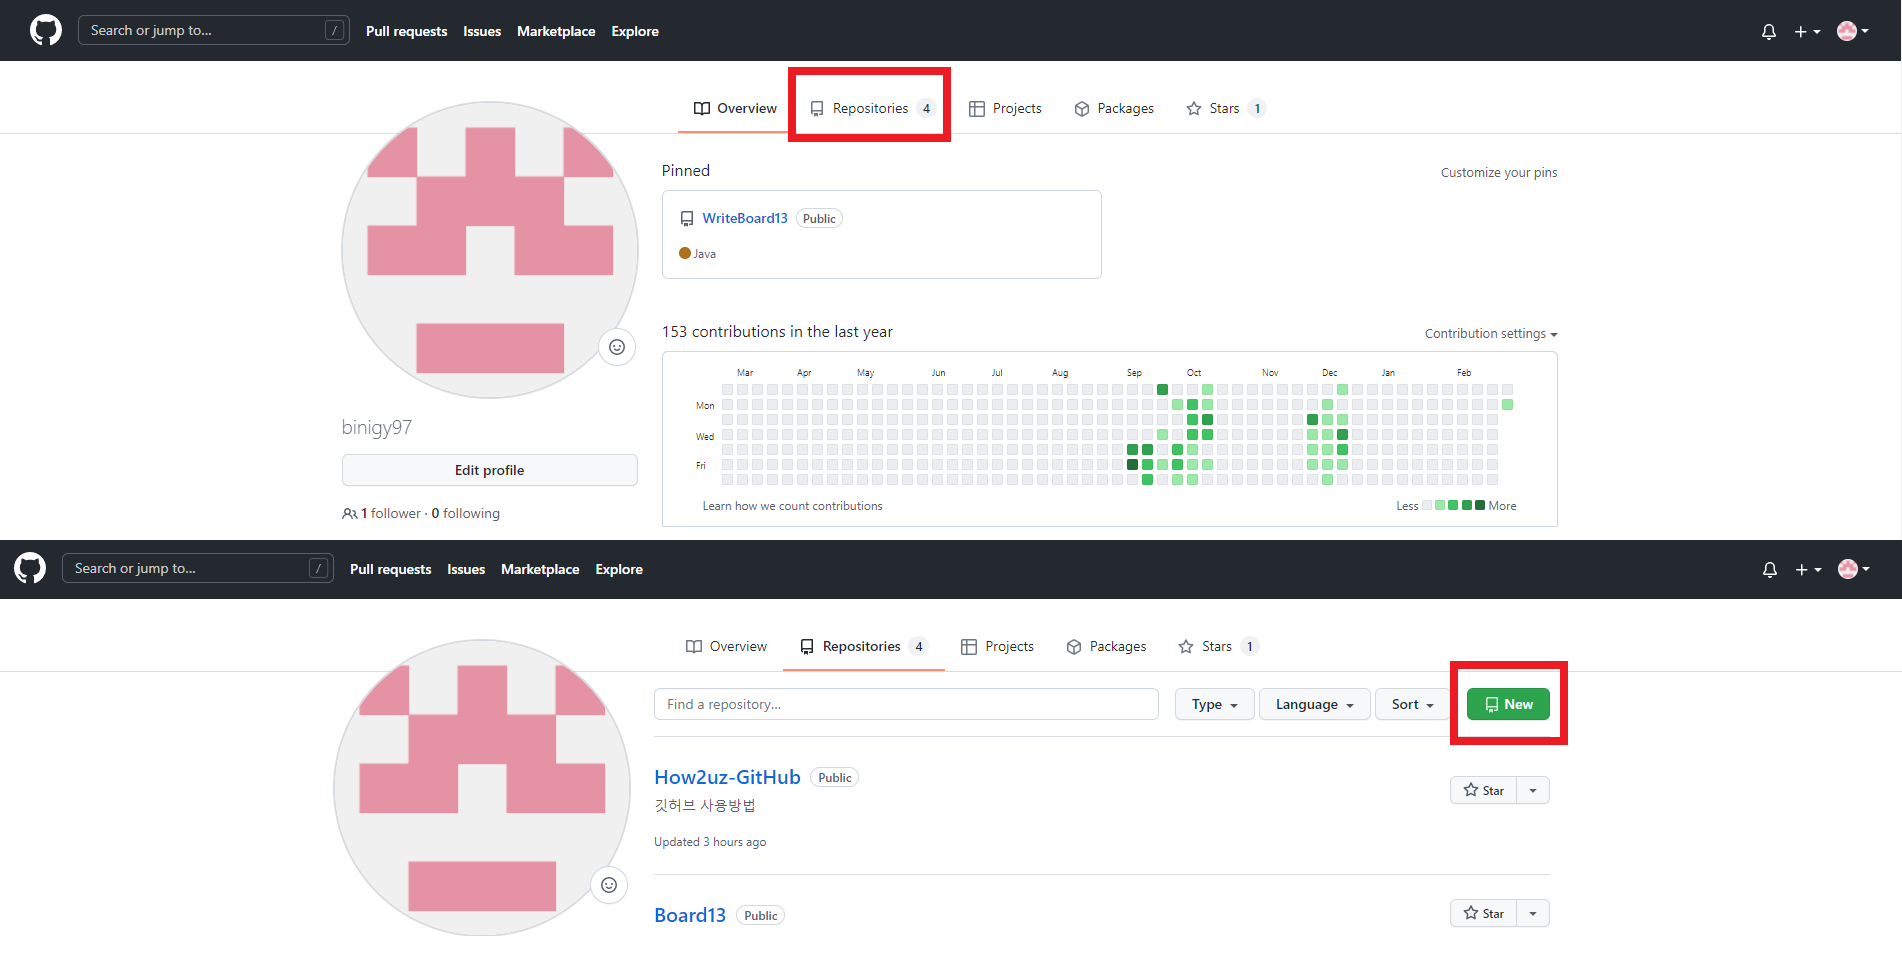 Search or jump to... / Pull requests Issues Marketplace Explore
Overview Repositories 4 Projects Packages Stars 1
Pinned Customize your pins
WriteBoard13 Public
Java
153 contributions in the last year Contribution settings
Mar Apr May Jun Jul Aug Sep Oct Nov Dec Jan Feb
Mon
Wed
Fri
Learn how we count contributions Less More
binigy97
Edit profile
1 follower · 0 following
Search or jump to... / Pull requests Issues Marketplace Explore
Overview Repositories 4 Projects Packages Stars 1
Find a repository... Type Language Sort New
How2uz-GitHub Public
Star
깃허브 사용방법
Updated 3 hours ago
Board13 Public
Star